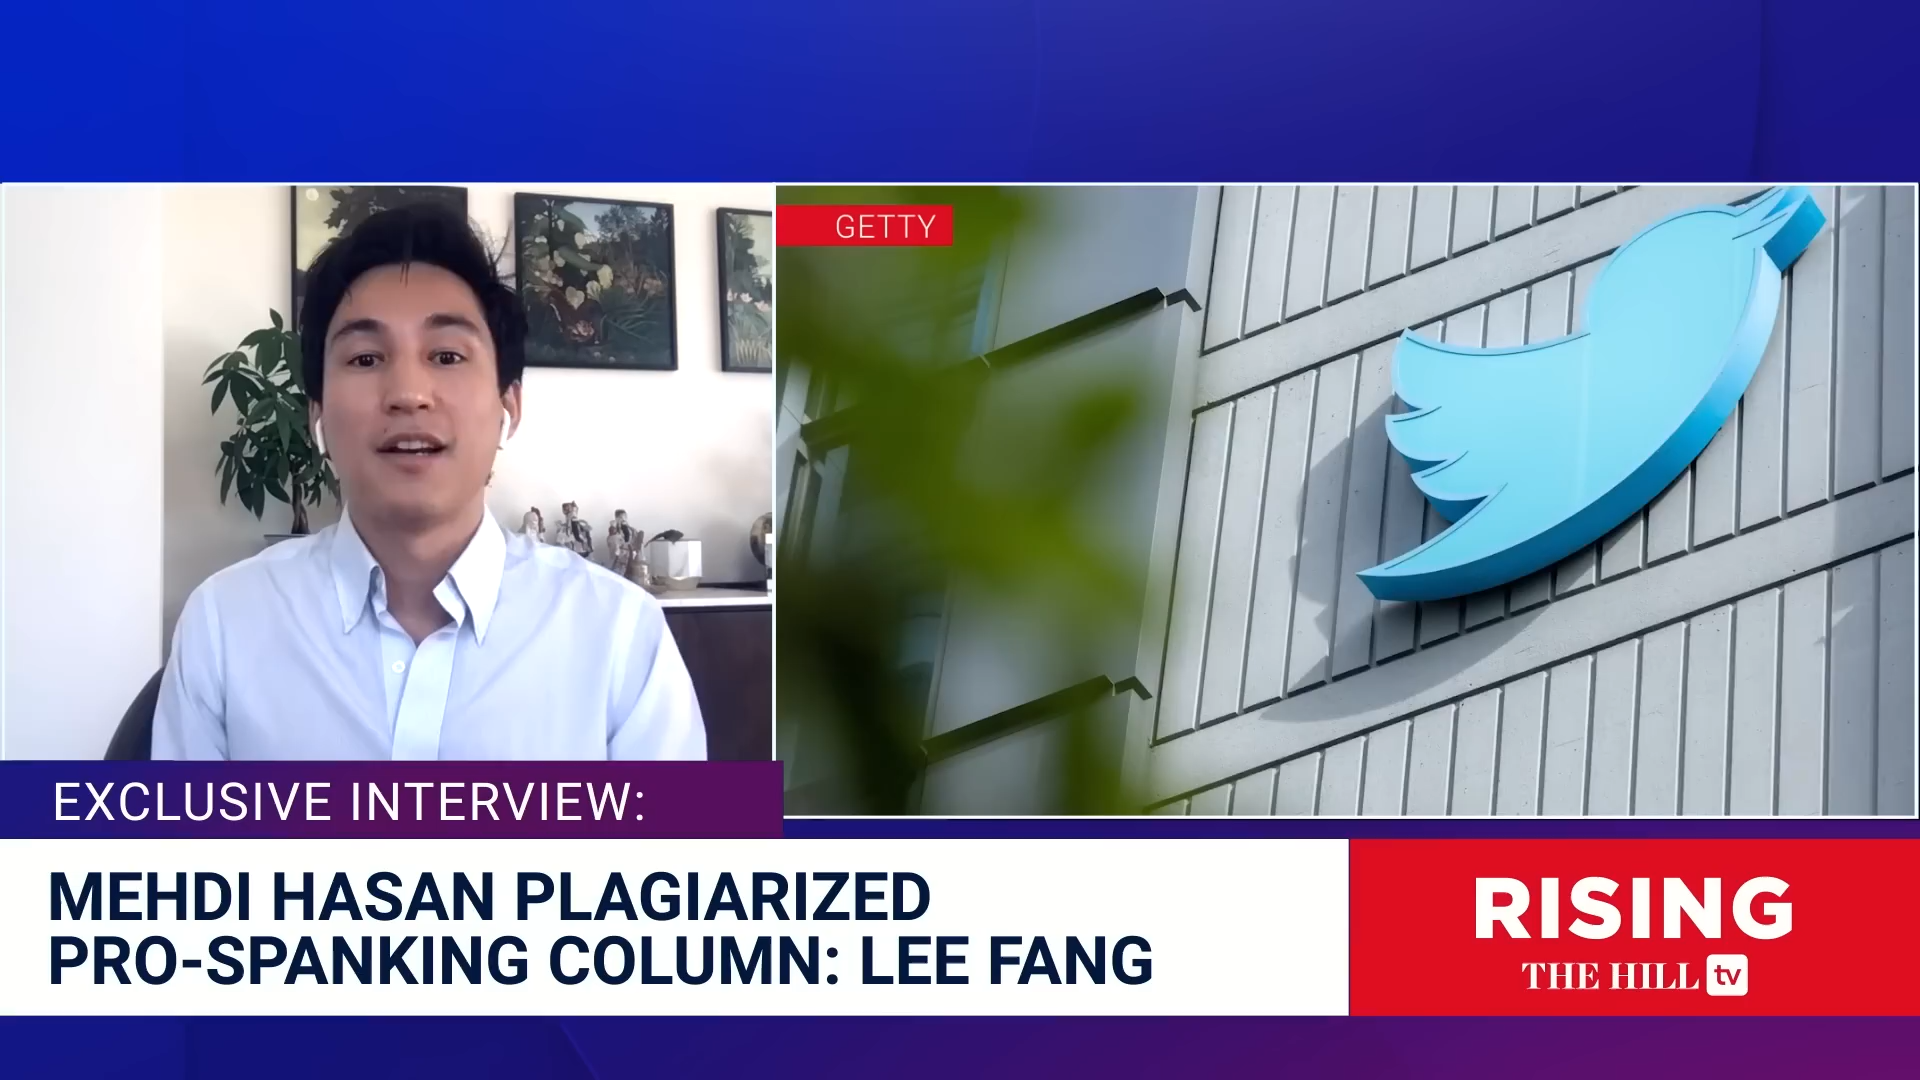 GETTY
EXCLUSIVE INTERVIEW:
MEHDI HASAN PLAGIARIZED
PRO-SPANKING COLUMN: LEE FANG
RISING
THE HILL tv